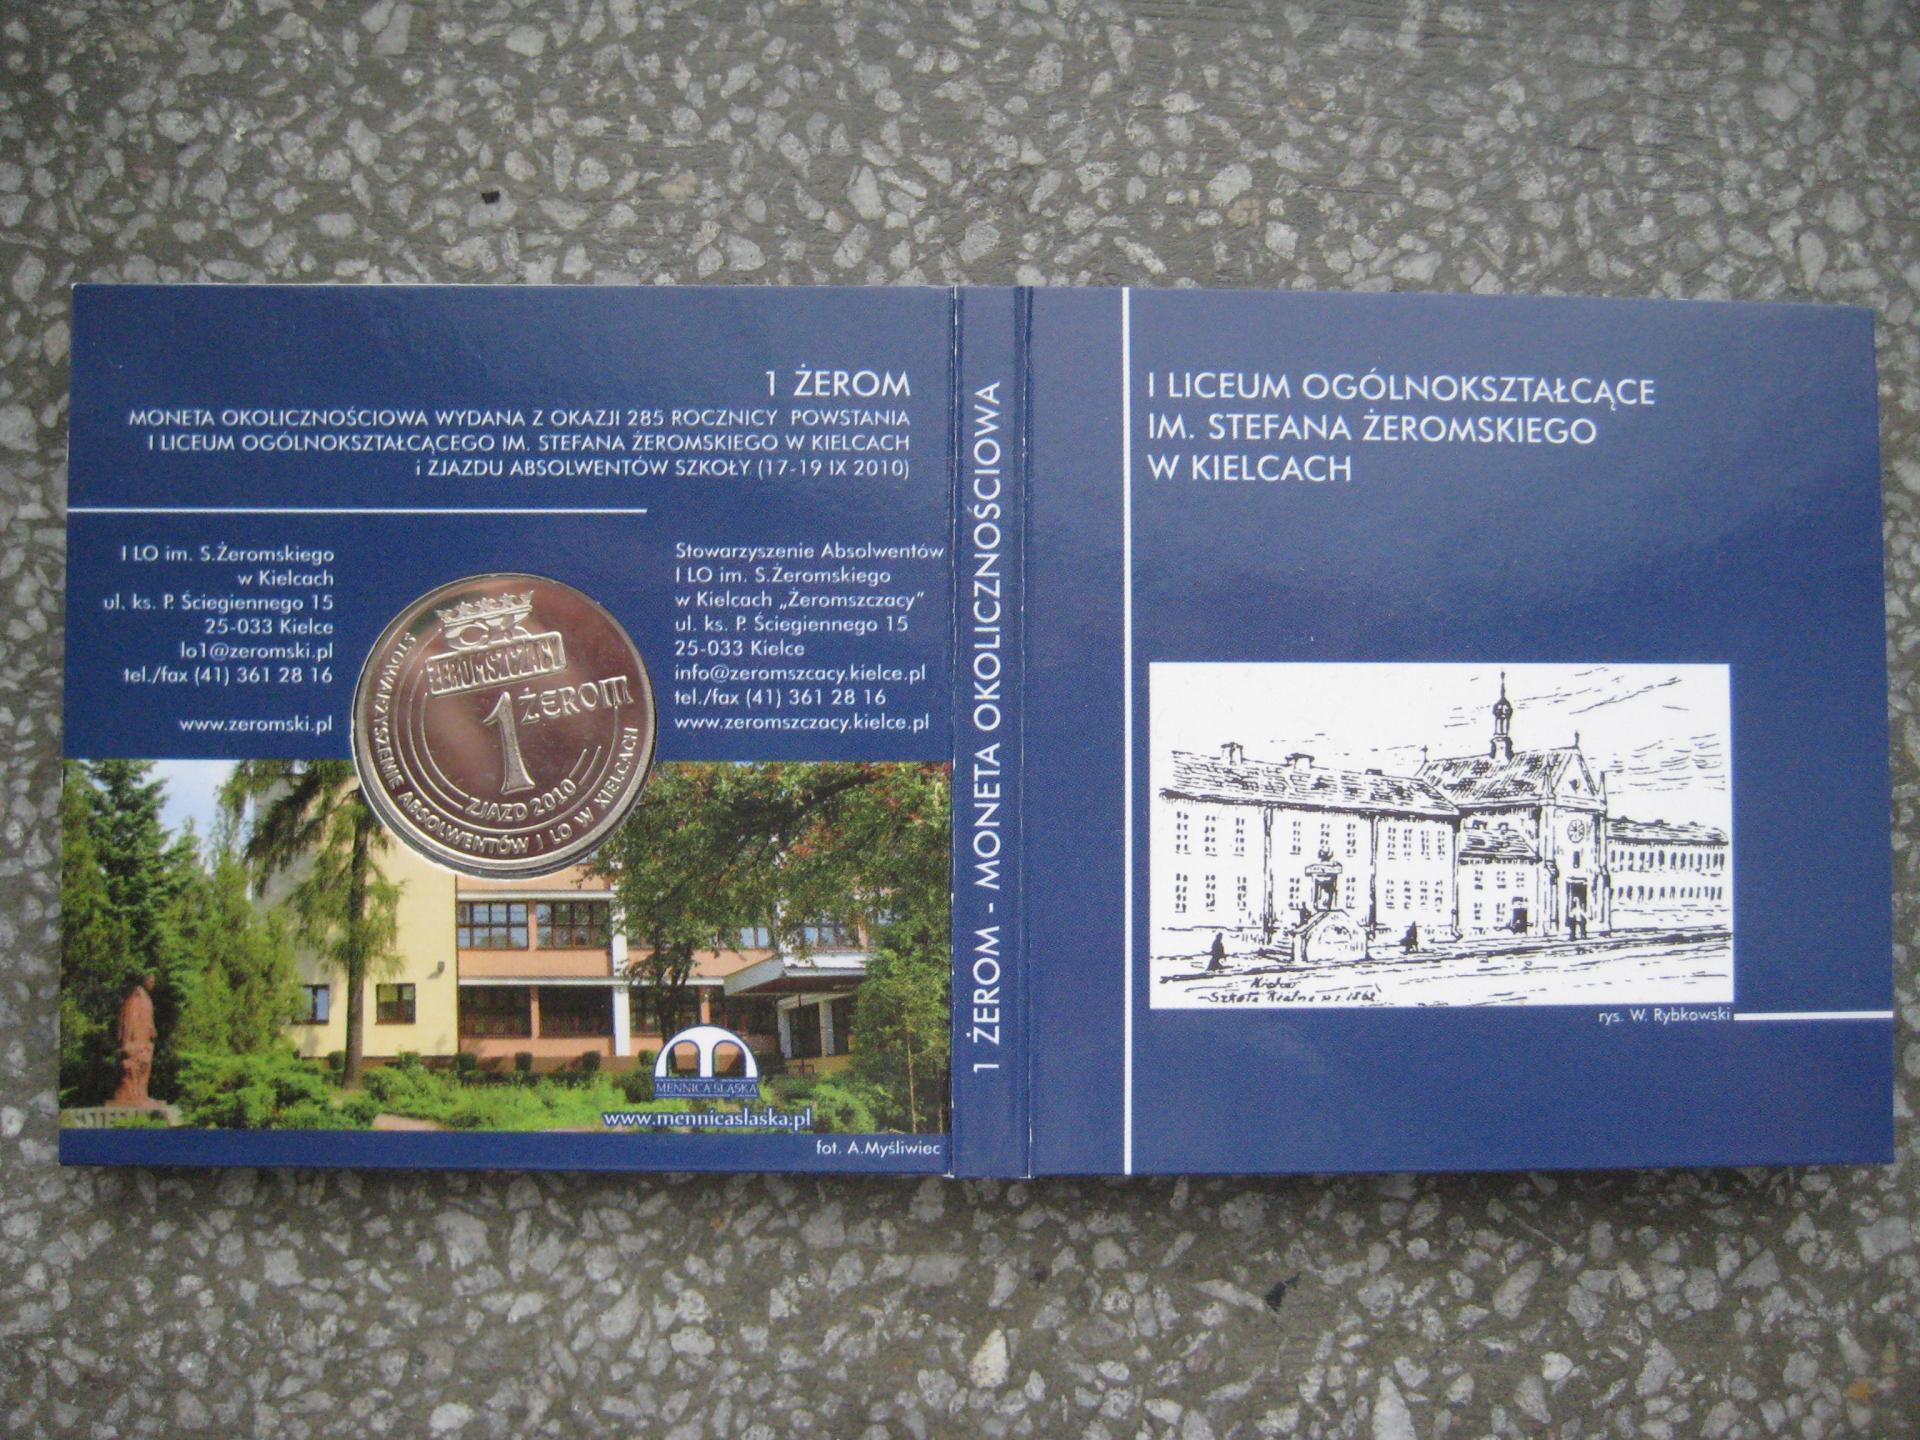 1 ŻEROM
MONETA OKOLICZNOŚCIOWA WYDANA Z OKAZJI 285 ROCZNICY POWSTANIA
I LICEUM OGÓLNOKSZTAŁCĄCEGO IM. STEFANA ŻEROMSKIEGO W KIELCACH
i ZJAZDU ABSOLWENTÓW SZKOŁY (17-19 IX 2010)
I LO im. S.Żeromskiego
w Kielcach
ul. ks. P. Ściegiennego 15
25-033 Kielce
lo1@zeromski.pl
tel./fax (41) 361 28 16
www.zeromski.pl
ŻEROMSZCZACY
1 ŻEROM
ZJAZD 2010
STOWARZYSZENIE ABSOLWENTÓW I LO W KIELCACH
Stowarzyszenie Absolwentów
I LO im. S.Żeromskiego
w Kielcach „Żeromszczacy”
ul. ks. P. Ściegiennego 15
25-033 Kielce
info@zeromszcacy.kielce.pl
tel./fax (41) 361 28 16
www.zeromszczacy.kielce.pl
MENNICA ŚLĄSKA
www.mennicaslaska.pl
fot. A.Myśliwiec
1 ŻEROM - MONETA OKOLICZNOŚCIOWA
I LICEUM OGÓLNOKSZTAŁCĄCE
IM. STEFANA ŻEROMSKIEGO
W KIELCACH
Szkoła
rys. W. Rybkowski